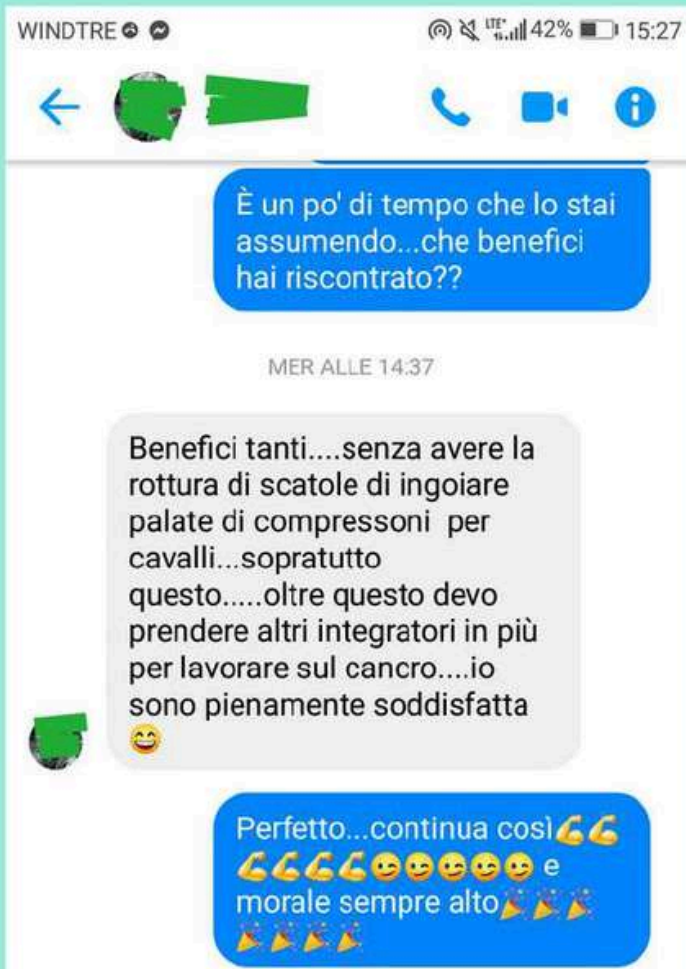 WINDTRE 42% 15:27
È un po' di tempo che lo stai
assumendo...che benefici
hai riscontrato??
MER ALLE 14:37
Benefici tanti....senza avere la
rottura di scatole di ingoiare
palate di compressoni per
cavalli...sopratutto
questo.....oltre questo devo
prendere altri integratori in più
per lavorare sul cancro....io
sono pienamente soddisfatta
😄
Perfetto...continua così💪💪
💪💪💪💪😉😉😉😉😉 e
morale sempre alto🎉🎉🎉
🎉🎉🎉🎉